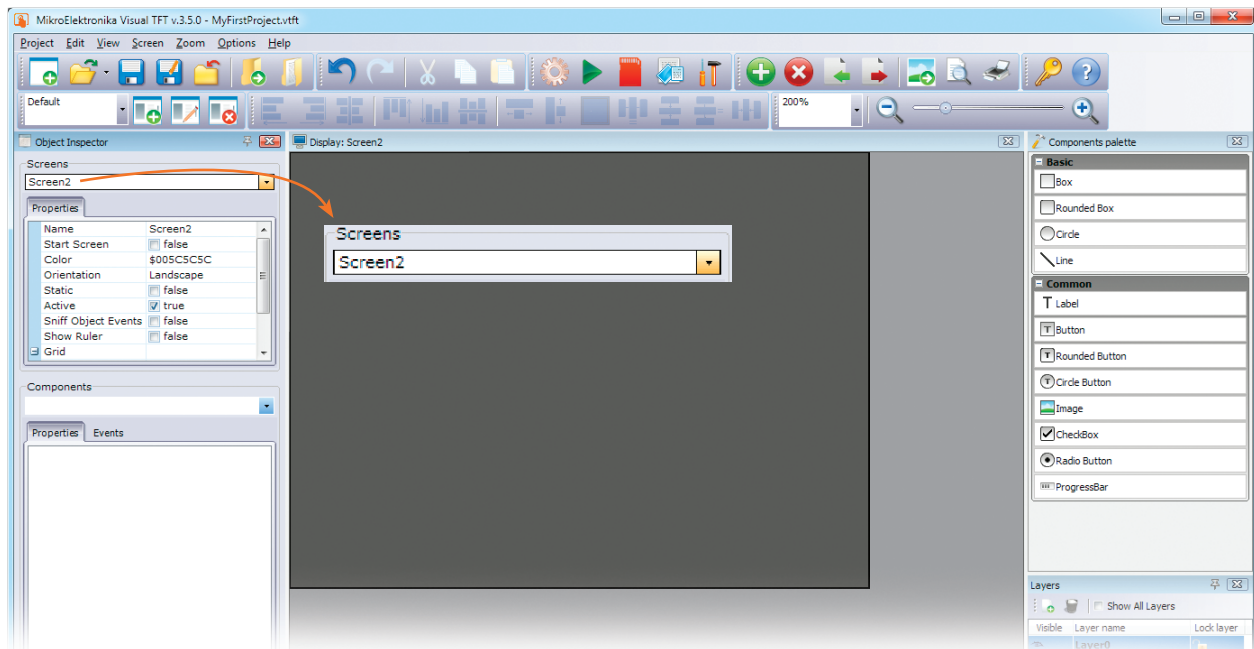 MikroElektronika Visual TFT v.3.5.0 - MyFirstProject.vtft
Project Edit View Screen Zoom Options Help
Default
200%
Object Inspector
Screens
Screen2
Properties
Name Screen2
Start Screen false
Color $005C5C5C
Orientation Landscape
Static false
Active true
Sniff Object Events false
Show Ruler false
Grid
Components
Properties Events
Display: Screen2
Screens
Screen2
Components palette
Basic
Box
Rounded Box
Circle
Line
Common
T Label
T Button
T Rounded Button
T Circle Button
Image
CheckBox
Radio Button
ProgressBar
Layers
Show All Layers
Visible Layer name Lock layer
Layer0